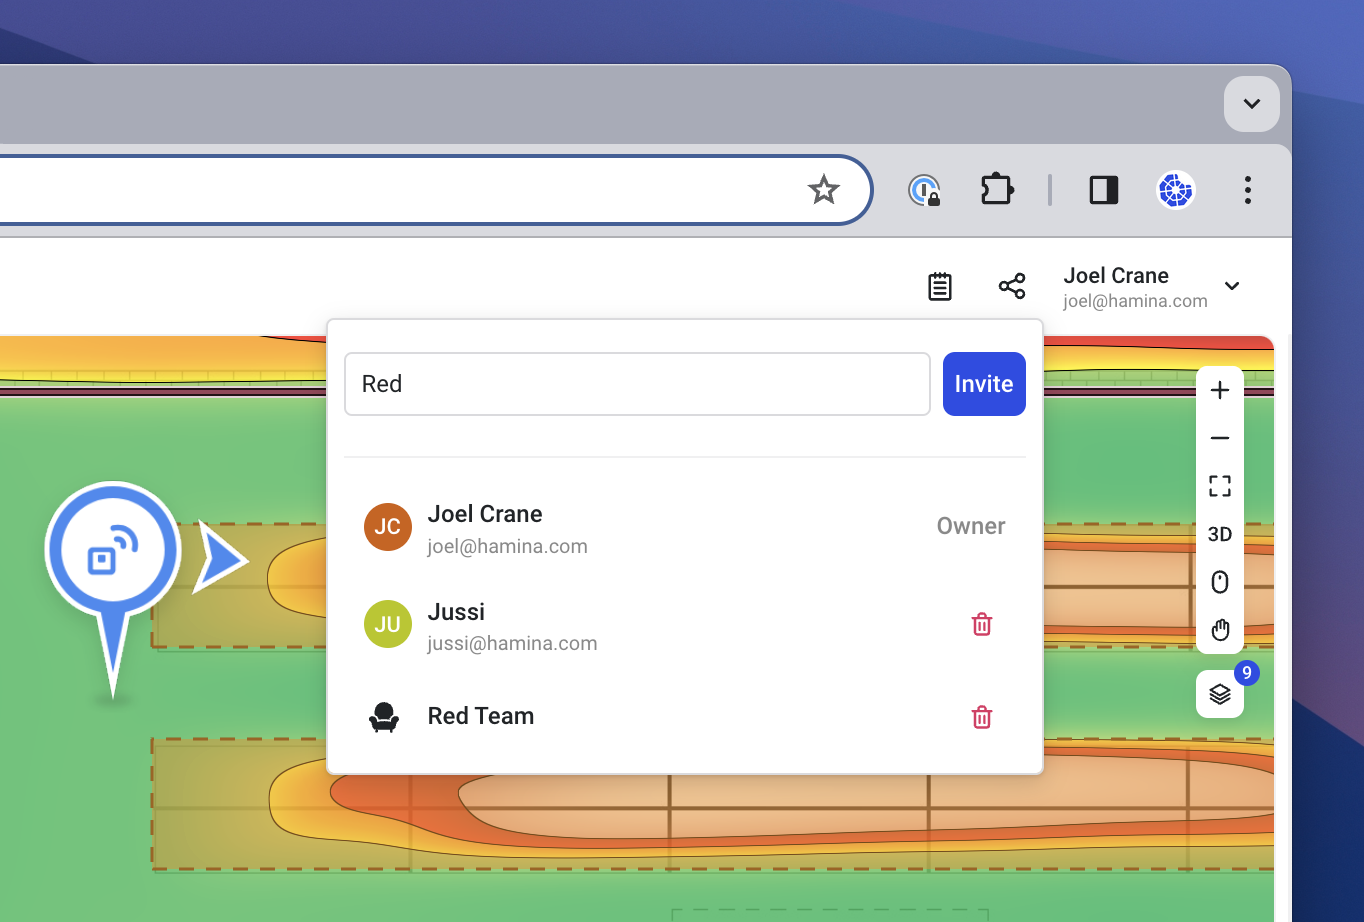 Joel Crane
joel@hamina.com
Red
Invite
JC
Joel Crane
joel@hamina.com
Owner
JU
Jussi
jussi@hamina.com
Red Team
3D
9